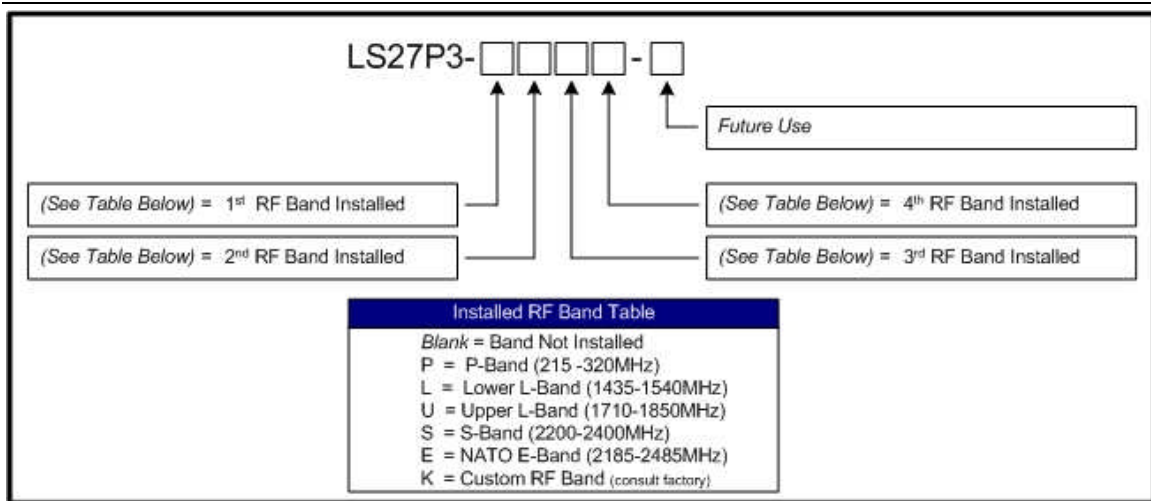 LS27P3-
-
Future Use
(See Table Below) = 1st RF Band Installed
(See Table Below) = 4th RF Band Installed
(See Table Below) = 2nd RF Band Installed
(See Table Below) = 3rd RF Band Installed
Installed RF Band Table
Blank = Band Not Installed
P = P-Band (215 -320MHz)
L = Lower L-Band (1435-1540MHz)
U = Upper L-Band (1710-1850MHz)
S = S-Band (2200-2400MHz)
E = NATO E-Band (2185-2485MHz)
K = Custom RF Band (consult factory)